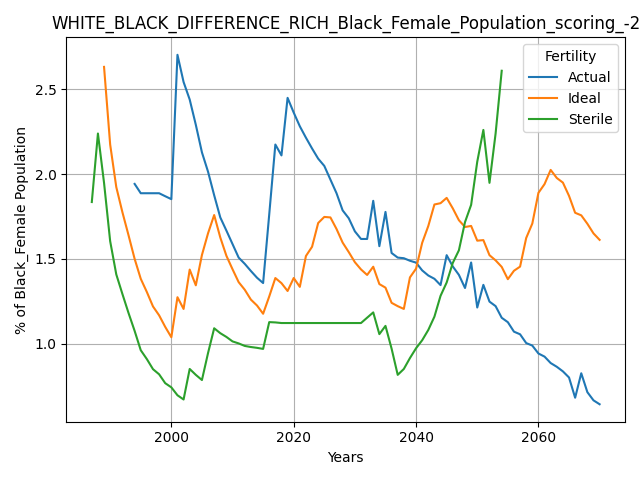 WHITE_BLACK_DIFFERENCE_RICH_Black_Female_Population_scoring_-2
Fertility
Actual
Ideal
Sterile
% of Black_Female Population
2.5
2.0
1.5
1.0
2000
2020
2040
2060
Years